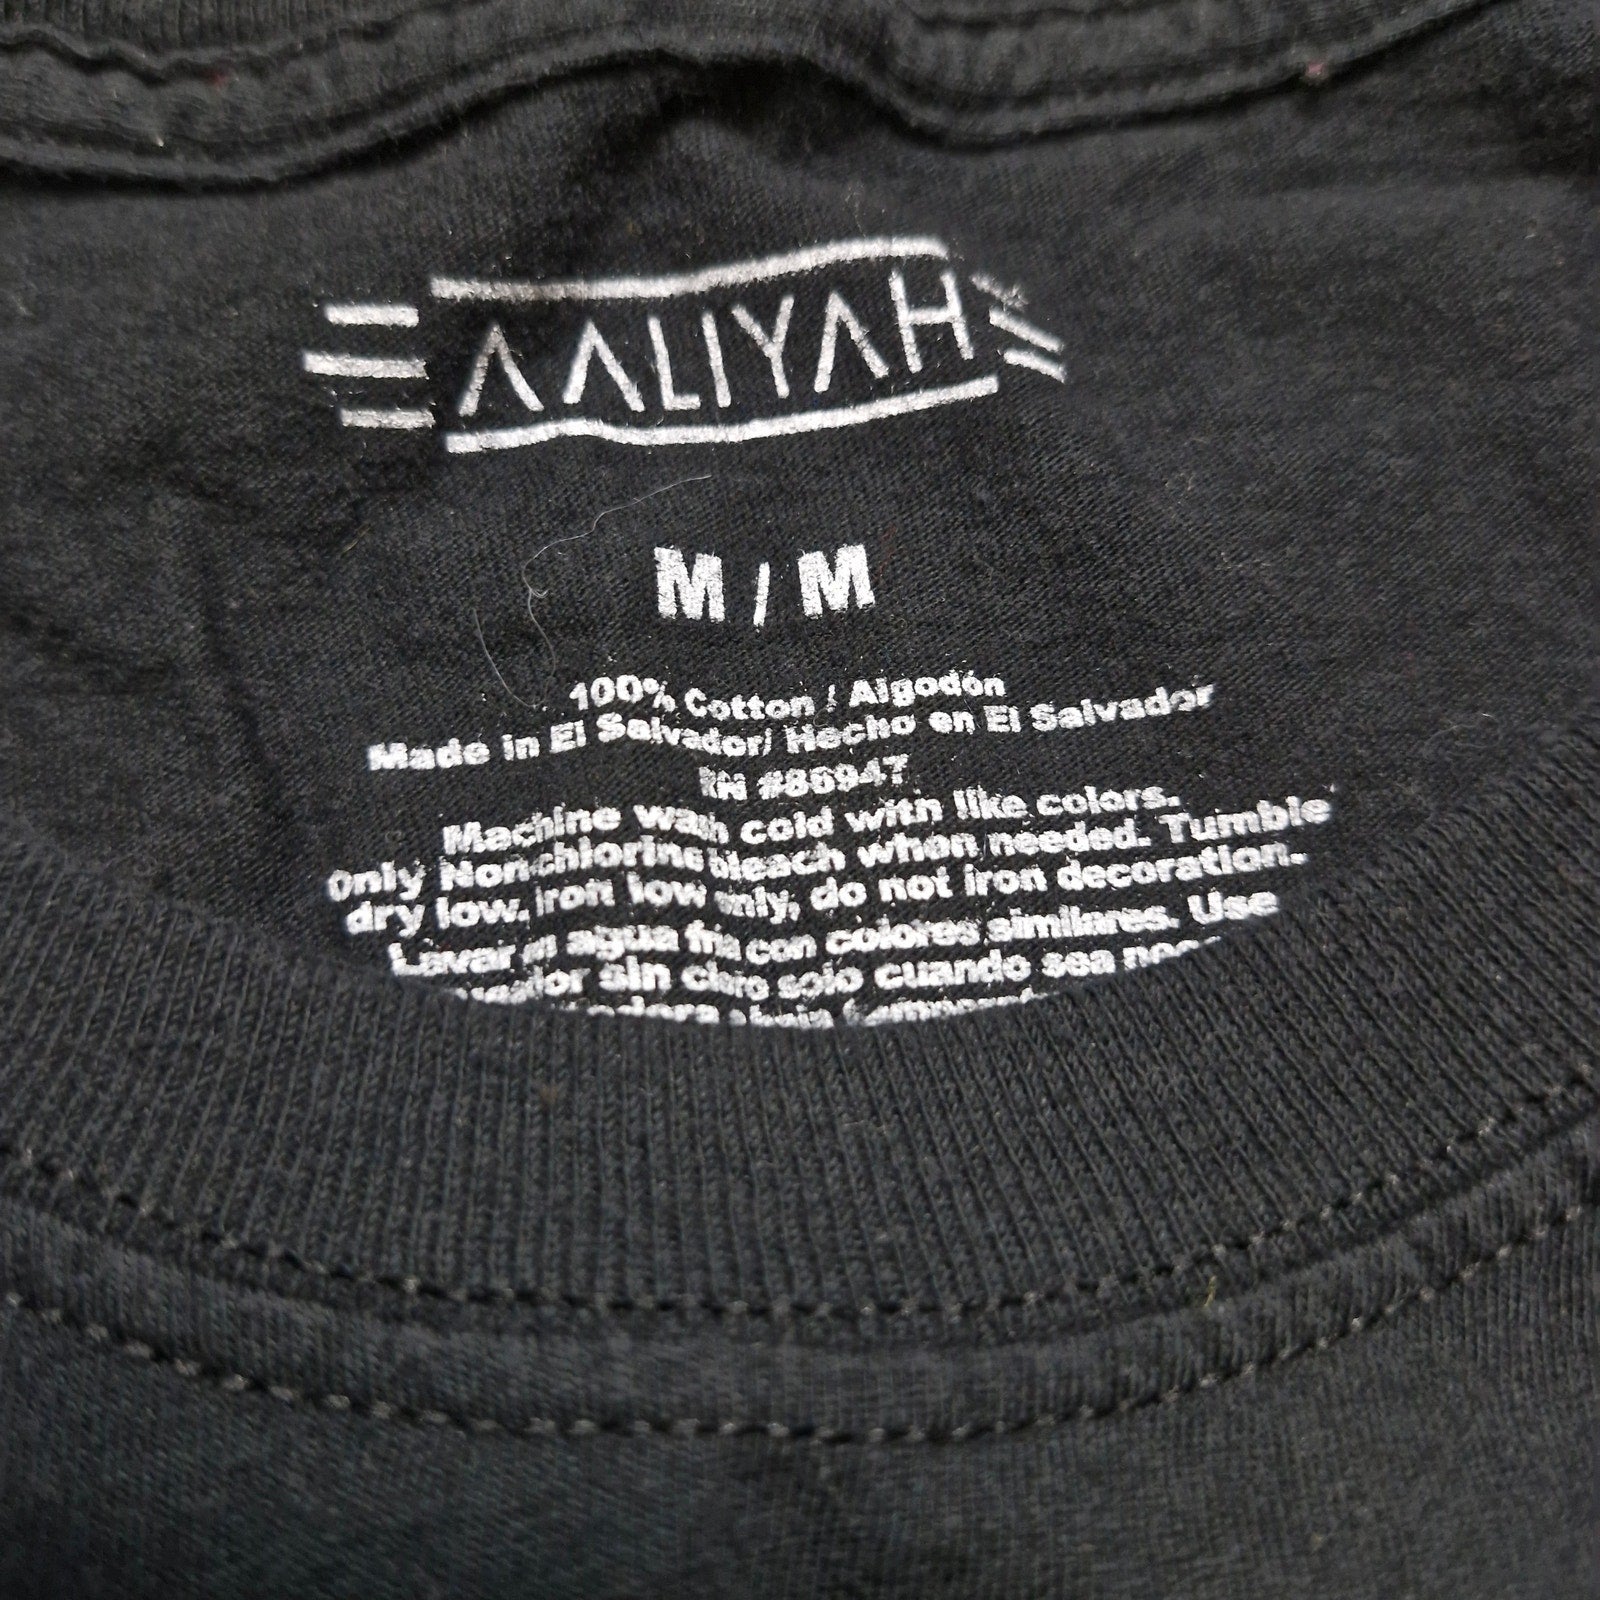 AALIYAH
M / M
100% Cotton / Algodón
Made in El Salvador/ Hecho en El Salvador
RN #86947
Machine wash cold with like colors.
Only Nonchlorine bleach when needed. Tumble
dry low. Iron low only, do not iron decoration.
Lavar en agua fria con colores similares. Use
sin cloro solo cuando sea